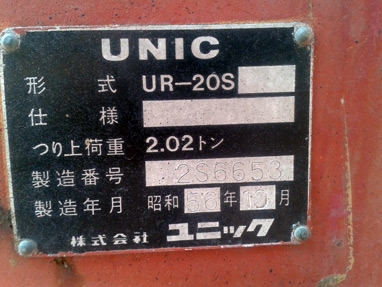 UNIC
形式 UR-20S
仕様
つり上荷重 2.02トン
製造番号 2S6653
製造年月 昭和56年10月
株式会社 ユニック